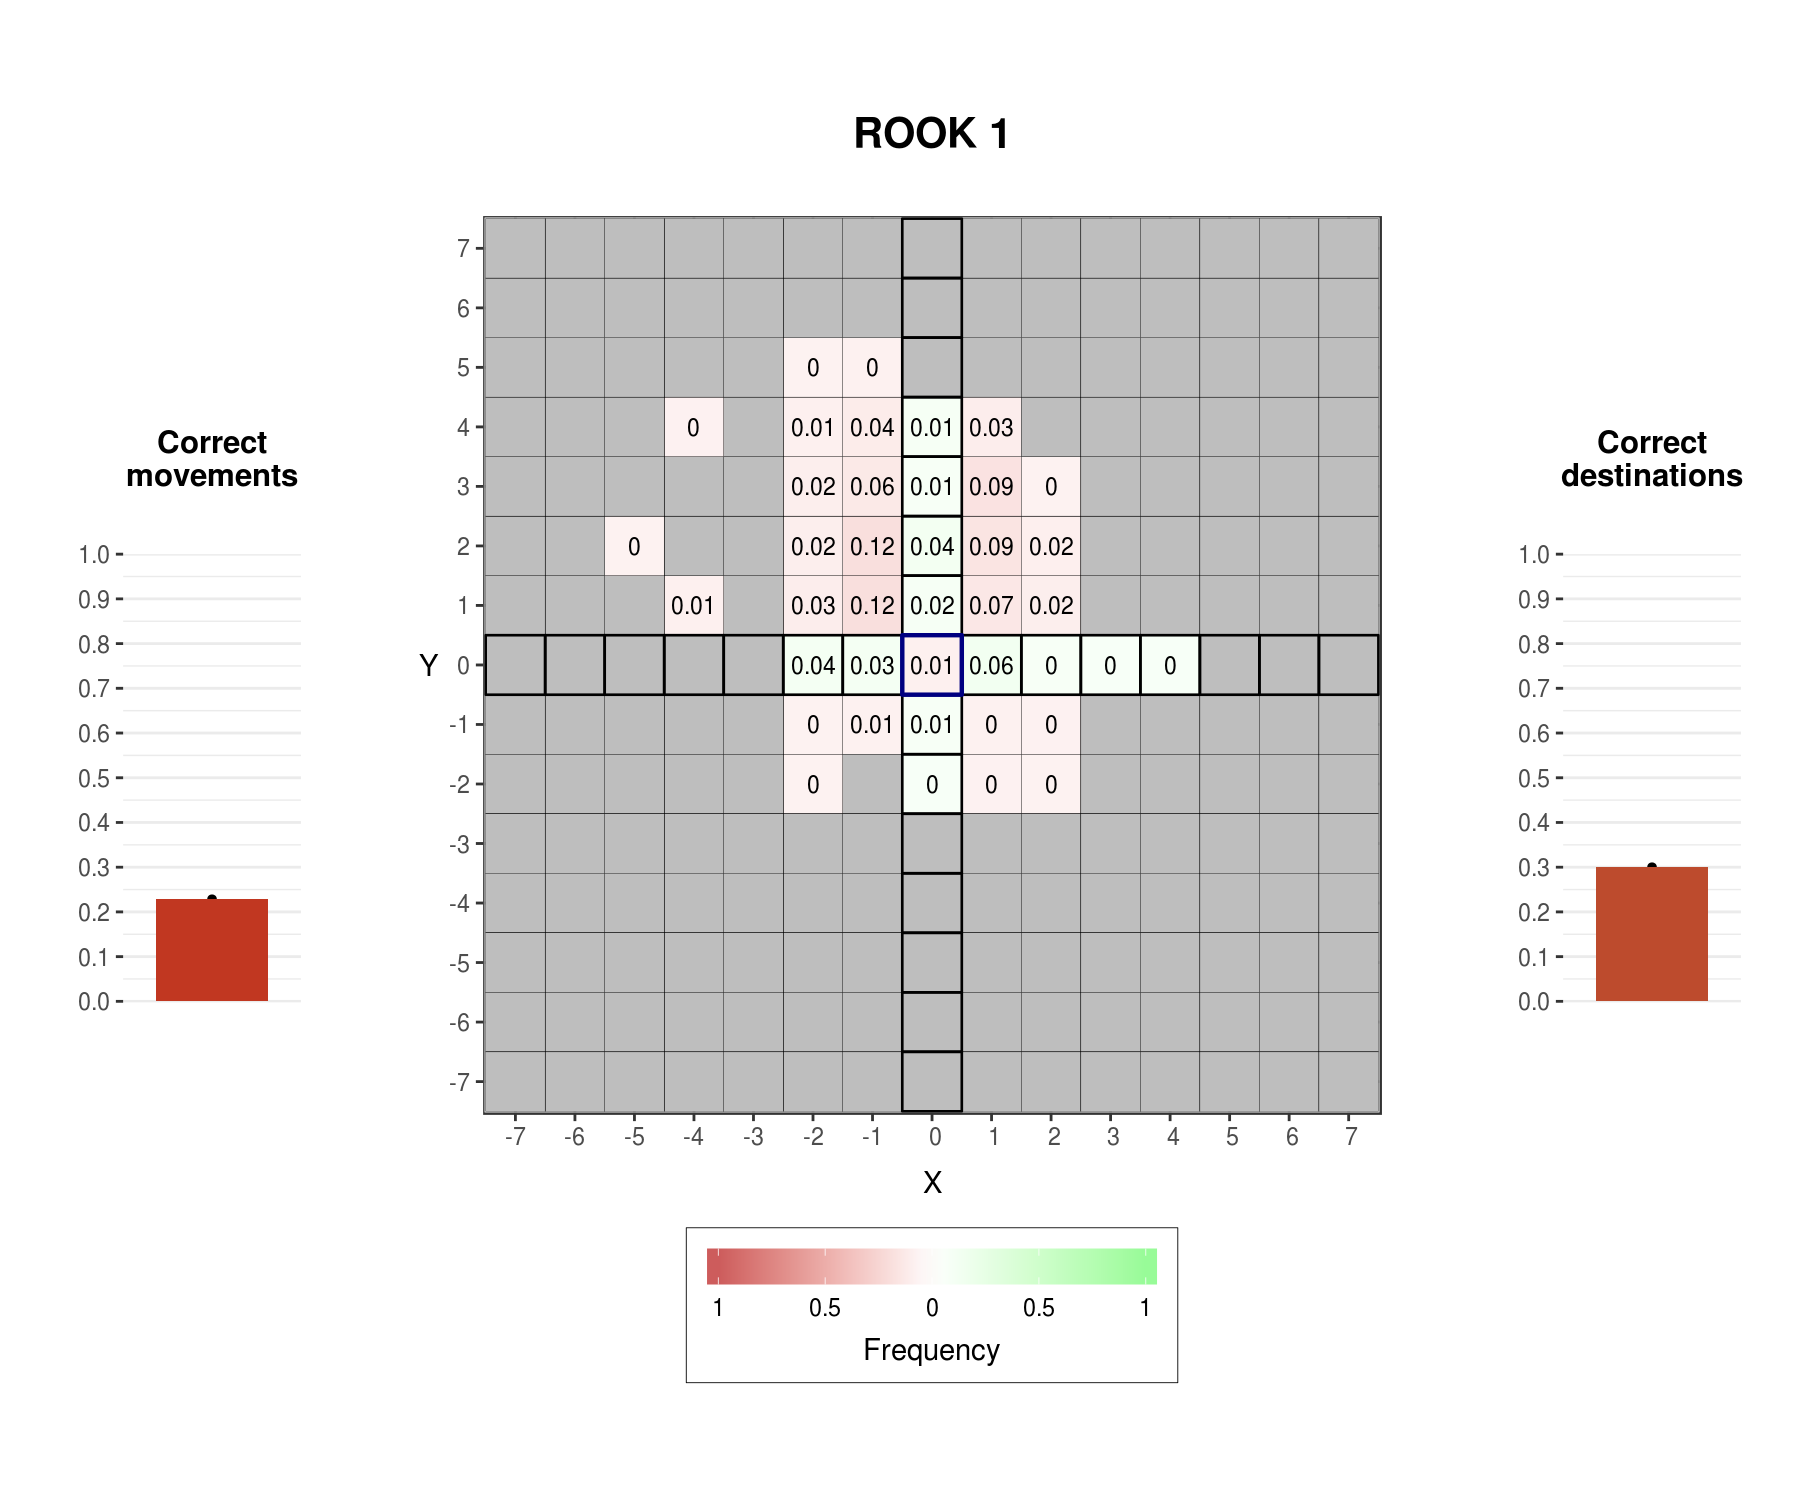 ROOK 1
Correct
movements
1.0
0.9
0.8
0.7
0.6
0.5
0.4
0.3
0.2
0.1
0.0
Y
7
6
5 0 0
4 0 0.01 0.04 0.01 0.03
3 0.02 0.06 0.01 0.09 0
2 0 0.02 0.12 0.04 0.09 0.02
1 0.01 0.03 0.12 0.02 0.07 0.02
0 0.04 0.03 0.01 0.06 0 0 0
-1 0 0.01 0.01 0 0
-2 0 0 0 0
-3
-4
-5
-6
-7
-7 -6 -5 -4 -3 -2 -1 0 1 2 3 4 5 6 7
X
1 0.5 0 0.5 1
Frequency
Correct
destinations
1.0
0.9
0.8
0.7
0.6
0.5
0.4
0.3
0.2
0.1
0.0